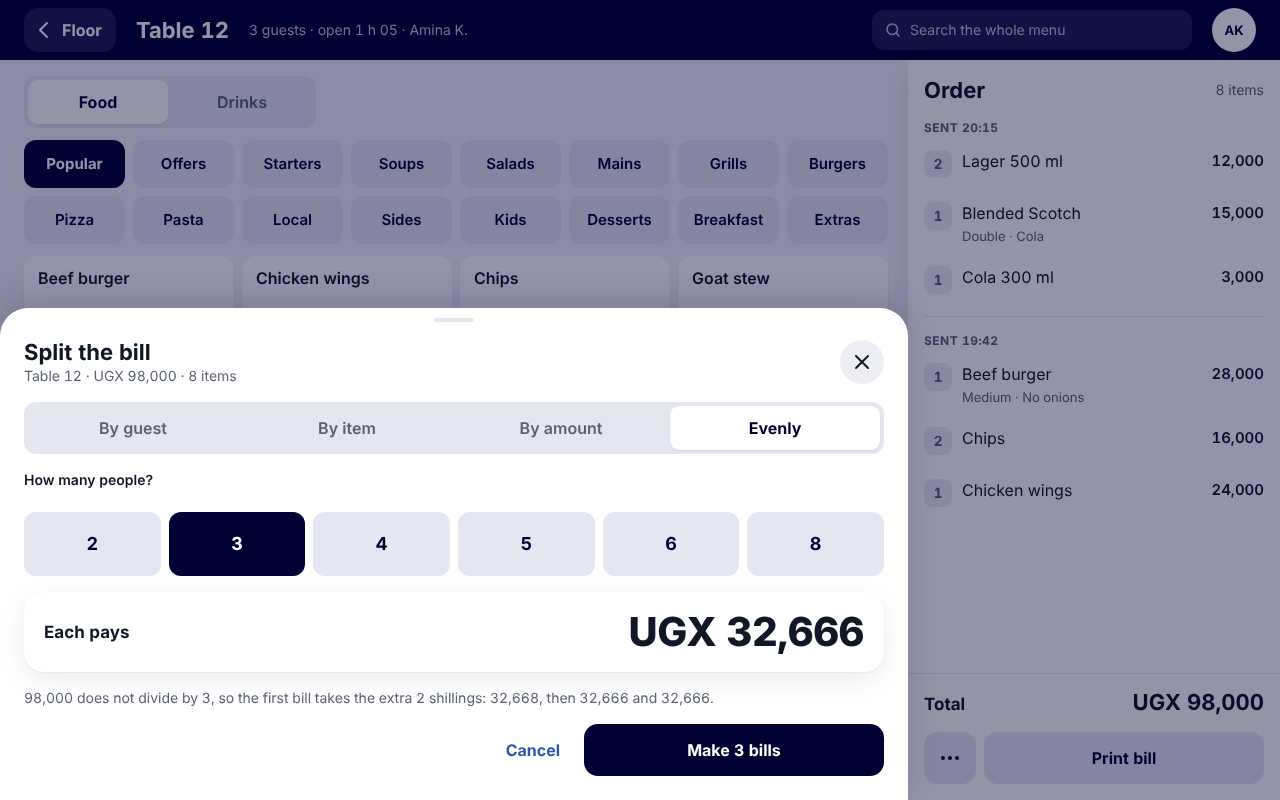 Floor
Table 12
3 guests · open 1 h 05 · Amina K.
Search the whole menu
AK
Food
Drinks
Popular
Offers
Starters
Soups
Salads
Mains
Grills
Burgers
Pizza
Pasta
Local
Sides
Kids
Desserts
Breakfast
Extras
Beef burger
Chicken wings
Chips
Goat stew
Split the bill
Table 12 · UGX 98,000 · 8 items
By guest
By item
By amount
Evenly
How many people?
2
3
4
5
6
8
Each pays
UGX 32,666
98,000 does not divide by 3, so the first bill takes the extra 2 shillings: 32,668, then 32,666 and 32,666.
Cancel
Make 3 bills
Order
8 items
SENT 20:15
2 Lager 500 ml 12,000
1 Blended Scotch 15,000
Double · Cola
1 Cola 300 ml 3,000
SENT 19:42
1 Beef burger 28,000
Medium · No onions
2 Chips 16,000
1 Chicken wings 24,000
Total
UGX 98,000
Print bill